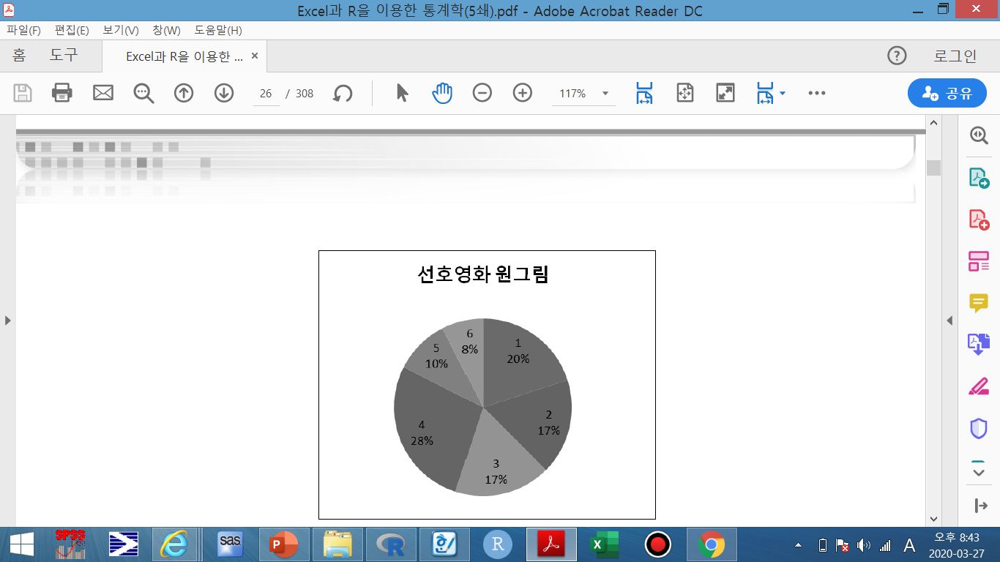 Excel과 R을 이용한 통계학(5쇄).pdf - Adobe Acrobat Reader DC
파일(F) 편집(E) 보기(V) 창(W) 도움말(H)
홈 도구 Excel과 R을 이용한 ... × ? 로그인
26 / 308 117% 공유
선호영화 원그림
1
20%
2
17%
3
17%
4
28%
5
10%
6
8%
SPSS
sas
P
R
R
X
A
오후 8:43
2020-03-27